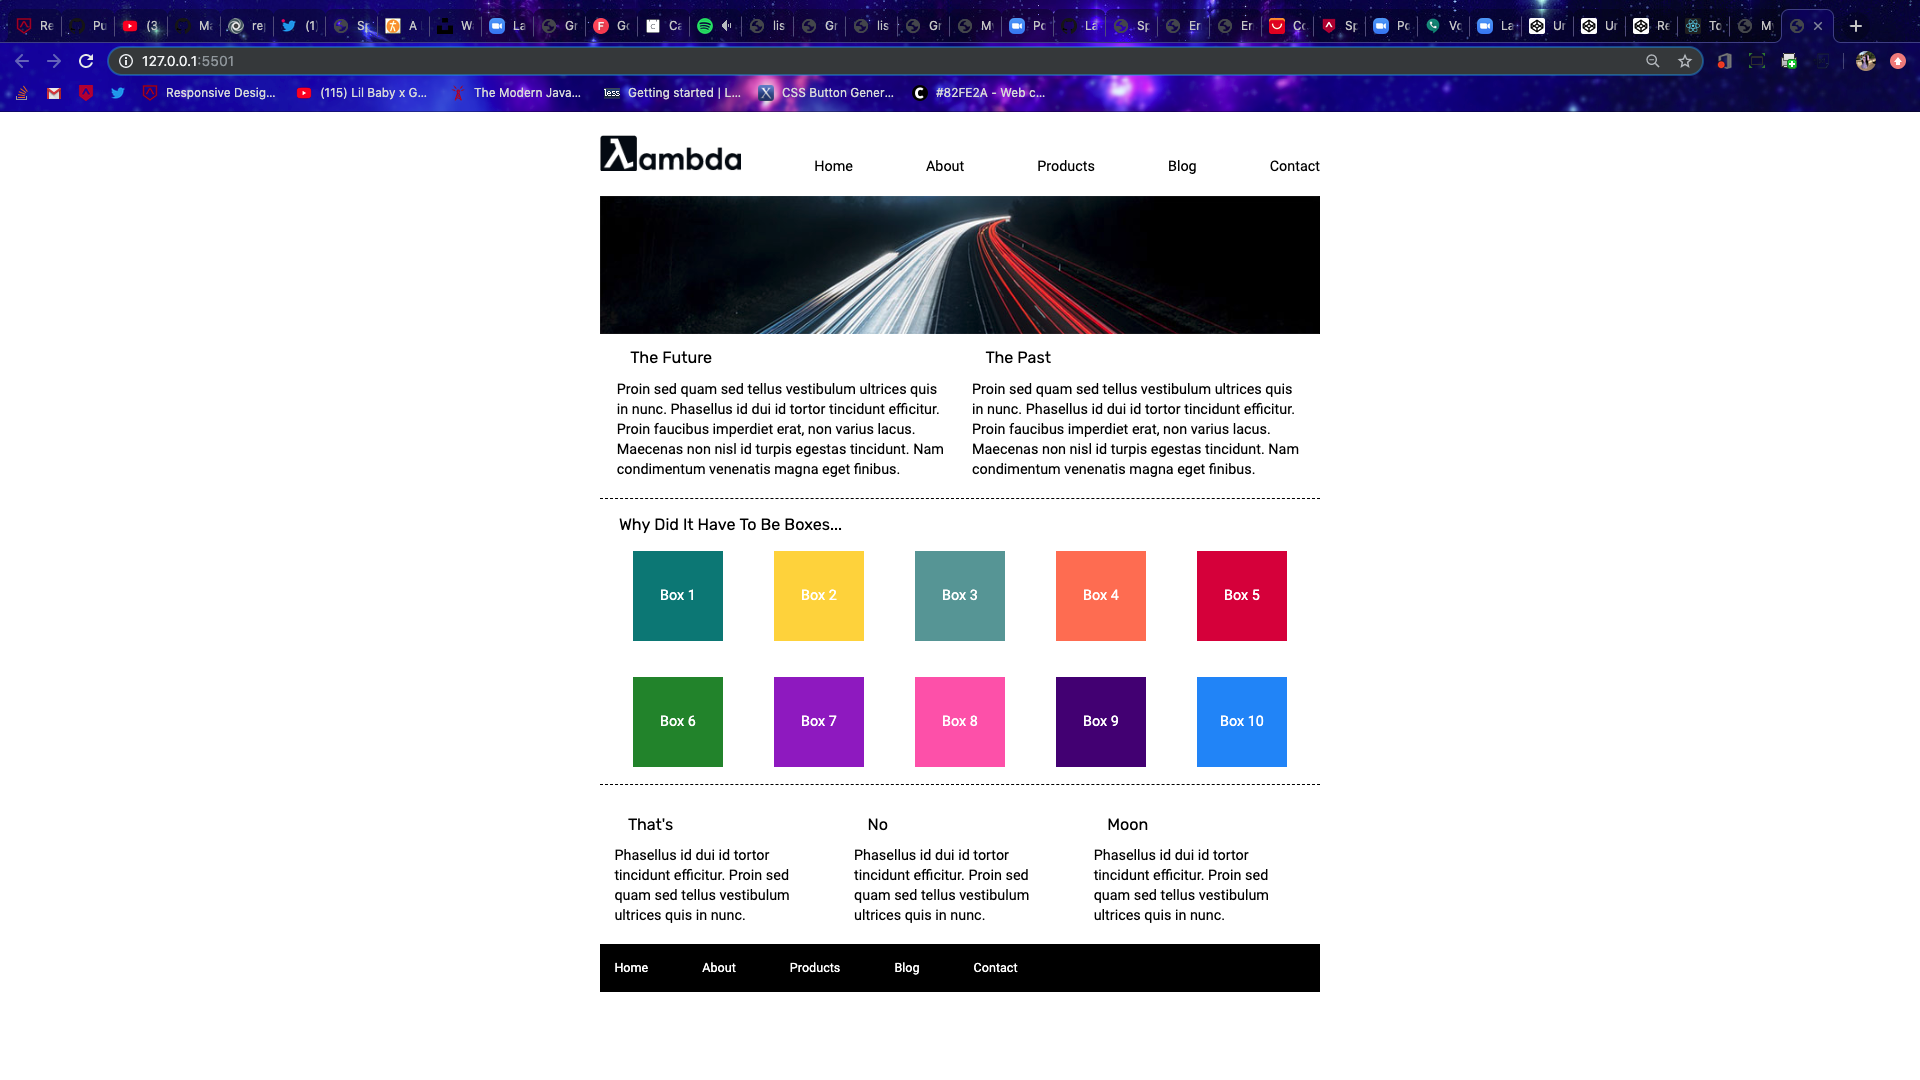 Re Pu (3 Ma re (1 Sp A W La Gr Go Ca lis Gr lis Gr M Po La Sp Er Er Co Sp Po Vo La Ur Ur Re To M
127.0.0.1:5501
Responsive Desig... (115) Lil Baby x G... The Modern Java... less Getting started | L... CSS Button Gener... #82FE2A - Web c...
λambda Home About Products Blog Contact
The Future
Proin sed quam sed tellus vestibulum ultrices quis
in nunc. Phasellus id dui id tortor tincidunt efficitur.
Proin faucibus imperdiet erat, non varius lacus.
Maecenas non nisl id turpis egestas tincidunt. Nam
condimentum venenatis magna eget finibus.
The Past
Proin sed quam sed tellus vestibulum ultrices quis
in nunc. Phasellus id dui id tortor tincidunt efficitur.
Proin faucibus imperdiet erat, non varius lacus.
Maecenas non nisl id turpis egestas tincidunt. Nam
condimentum venenatis magna eget finibus.
Why Did It Have To Be Boxes...
Box 1 Box 2 Box 3 Box 4 Box 5
Box 6 Box 7 Box 8 Box 9 Box 10
That's
Phasellus id dui id tortor
tincidunt efficitur. Proin sed
quam sed tellus vestibulum
ultrices quis in nunc.
No
Phasellus id dui id tortor
tincidunt efficitur. Proin sed
quam sed tellus vestibulum
ultrices quis in nunc.
Moon
Phasellus id dui id tortor
tincidunt efficitur. Proin sed
quam sed tellus vestibulum
ultrices quis in nunc.
Home About Products Blog Contact